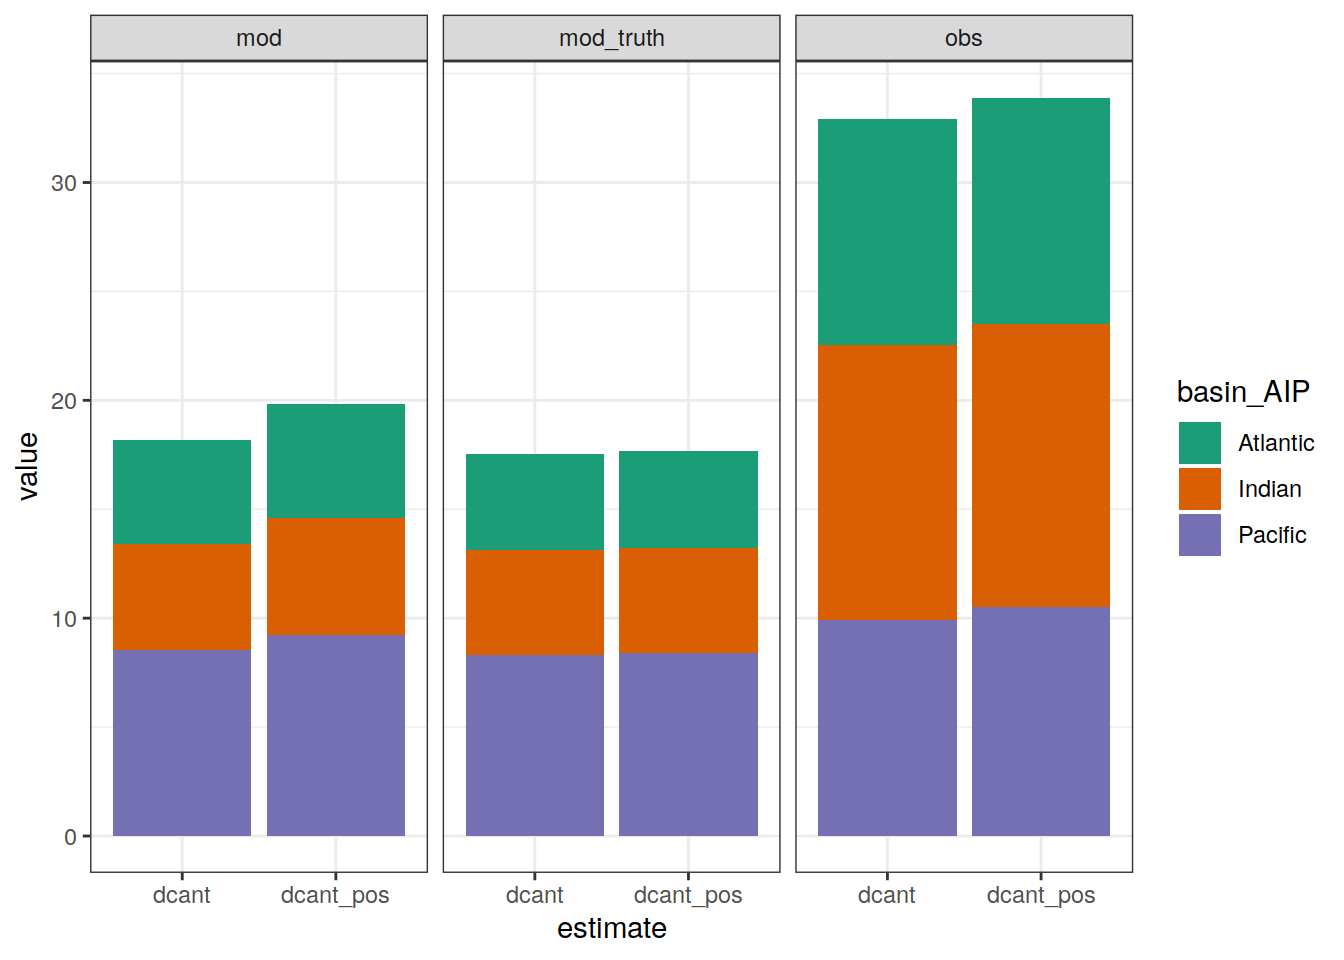 mod
mod_truth
obs
value
30
20
10
0
dcant
dcant_pos
dcant
dcant_pos
dcant
dcant_pos
estimate
basin_AIP
Atlantic
Indian
Pacific